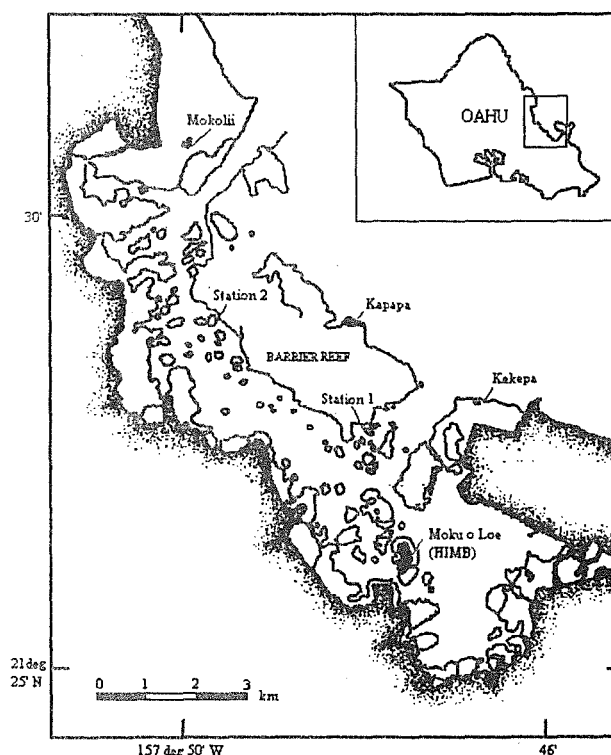 OAHU
Mokolii
30'
Station 2
Kapapa
BARRIER REEF
Kekepa
Station 1
Moku o Loe
(HIMB)
21 deg
25' N
0 1 2 3
km
157 deg 50' W
46'